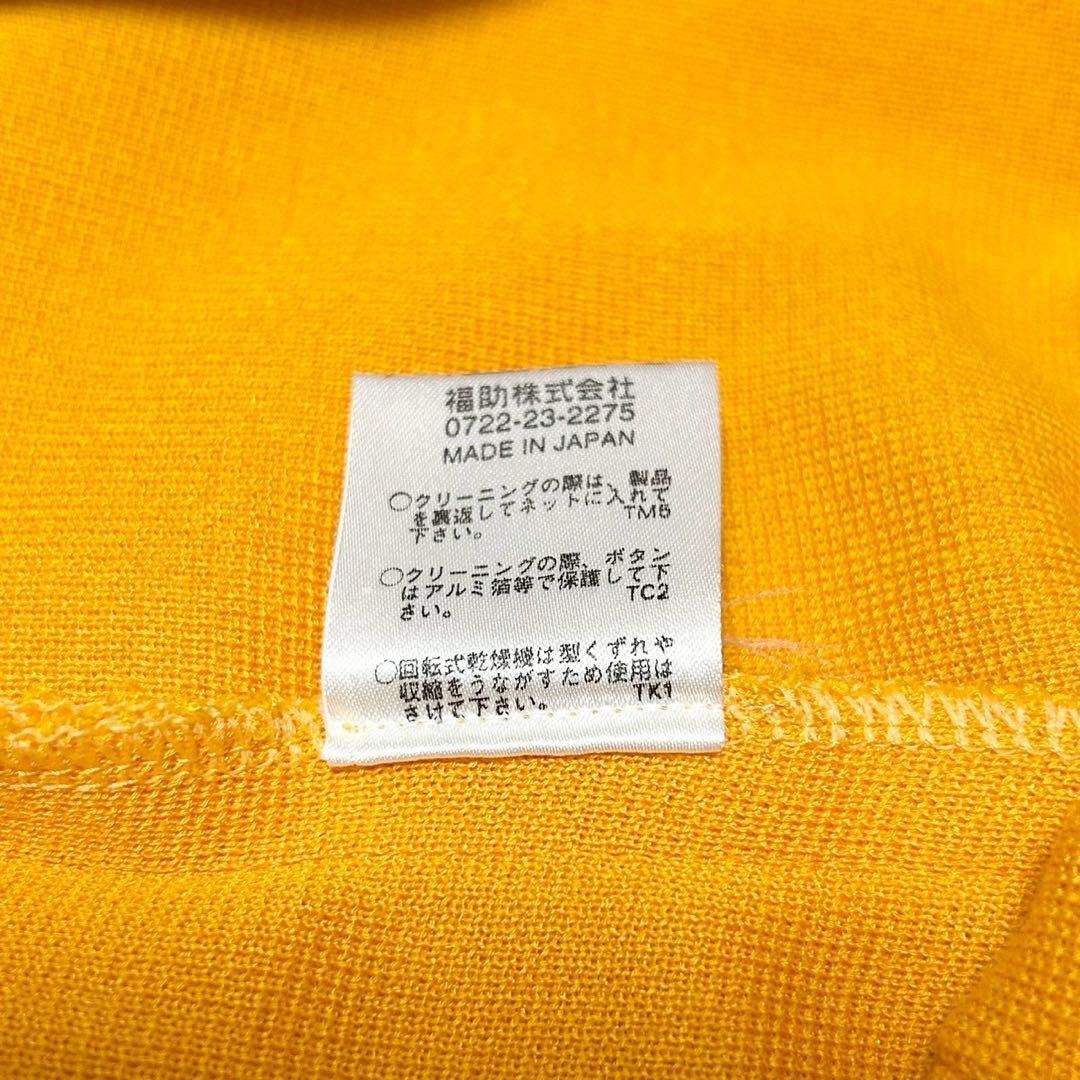 福助株式会社
0722-23-2275
MADE IN JAPAN
○クリーニングの際は、製品
を裏返してネットに入れて
下さい。 TM5
○クリーニングの際、ボタン
はアルミ箔等で保護して下
さい。 TC2
○回転式乾燥機は型くずれや
収縮をうながすため使用は
さけて下さい。 TK1